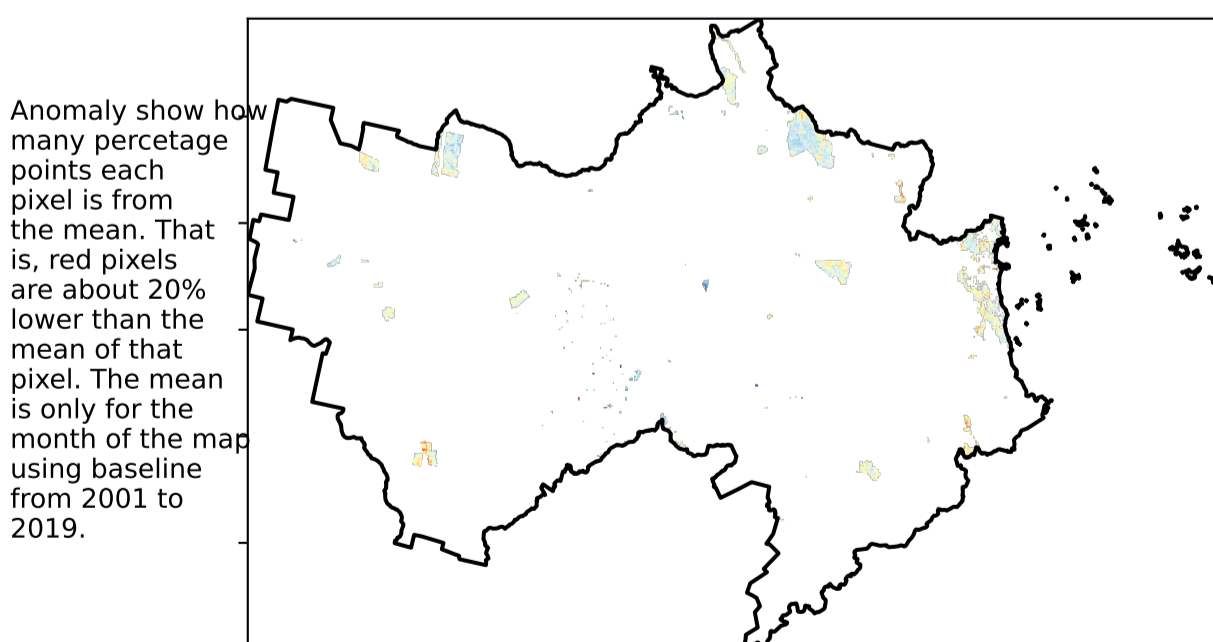 Anomaly show how
many percetage
points each
pixel is from
the mean. That
is, red pixels
are about 20%
lower than the
mean of that
pixel. The mean
is only for the
month of the map
using baseline
from 2001 to
2019.